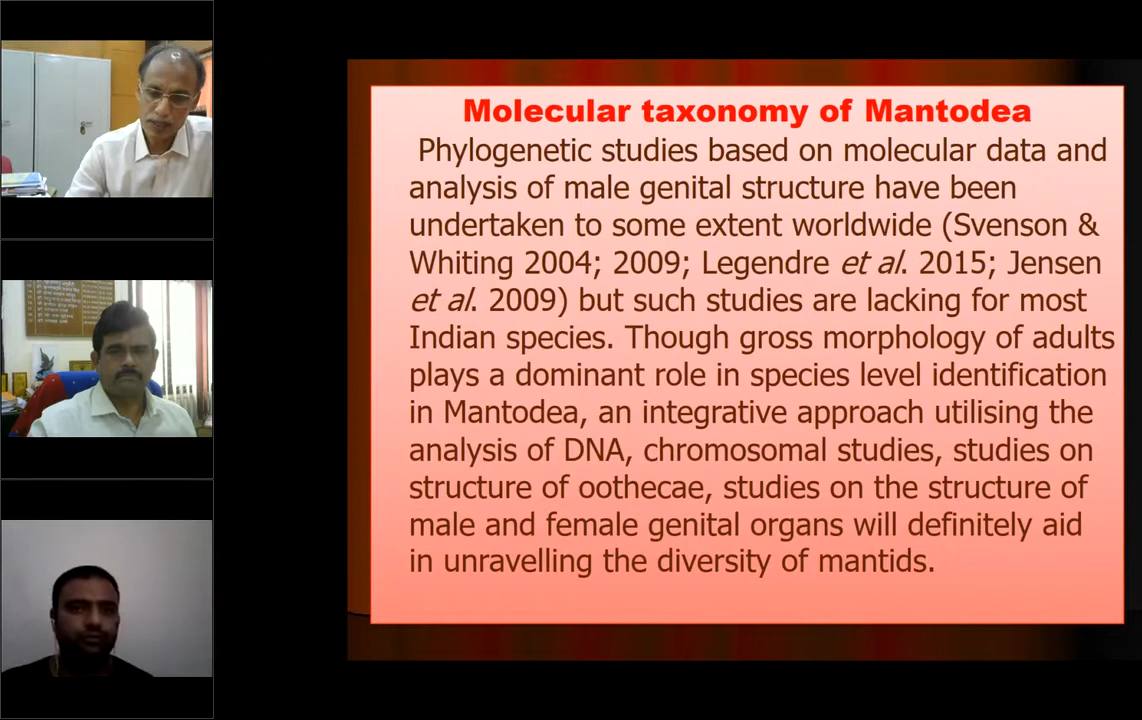 Molecular taxonomy of Mantodea
Phylogenetic studies based on molecular data and
analysis of male genital structure have been
undertaken to some extent worldwide (Svenson &
Whiting 2004; 2009; Legendre et al. 2015; Jensen
et al. 2009) but such studies are lacking for most
Indian species. Though gross morphology of adults
plays a dominant role in species level identification
in Mantodea, an integrative approach utilising the
analysis of DNA, chromosomal studies, studies on
structure of oothecae, studies on the structure of
male and female genital organs will definitely aid
in unravelling the diversity of mantids.